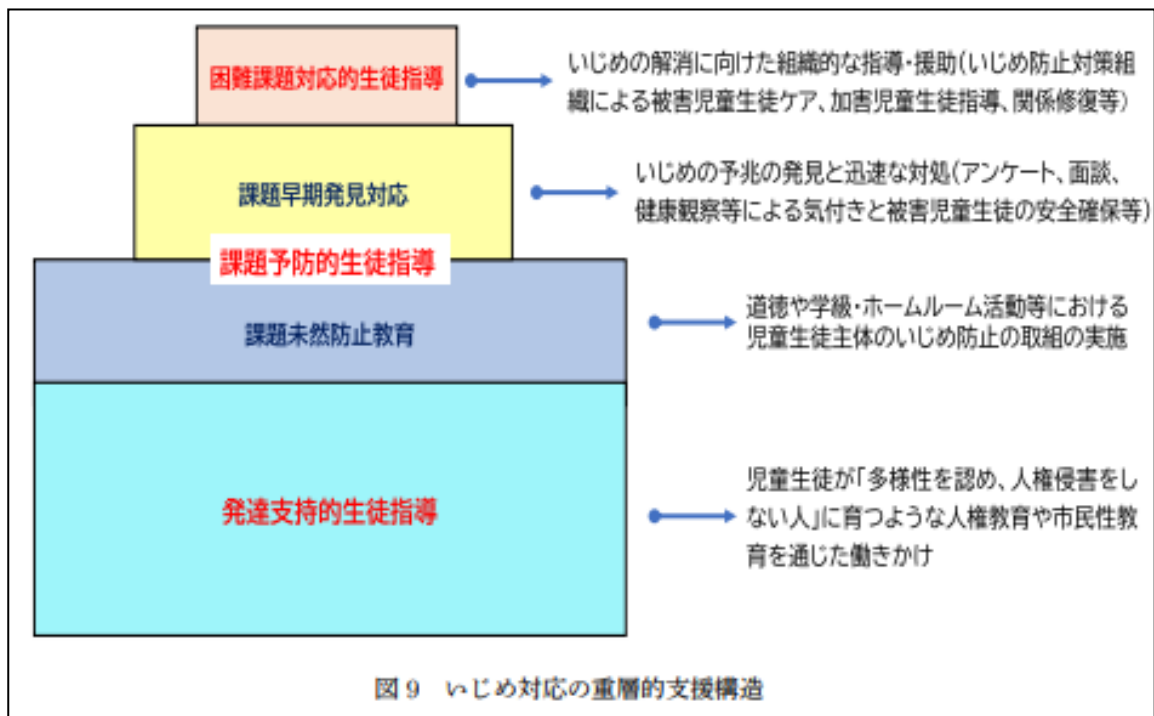 困難課題対応的生徒指導
いじめの解消に向けた組織的な指導・援助(いじめ防止対策組
織による被害児童生徒ケア、加害児童生徒指導、関係修復等)
課題早期発見対応
いじめの予兆の発見と迅速な対処(アンケート、面談、
健康観察等による気付きと被害児童生徒の安全確保等)
課題予防的生徒指導
課題未然防止教育
道徳や学級・ホームルーム活動等における
児童生徒主体のいじめ防止の取組の実施
発達支持的生徒指導
児童生徒が「多様性を認め、人権侵害をし
ない人」に育つような人権教育や市民性教
育を通じた働きかけ
図9 いじめ対応の重層的支援構造